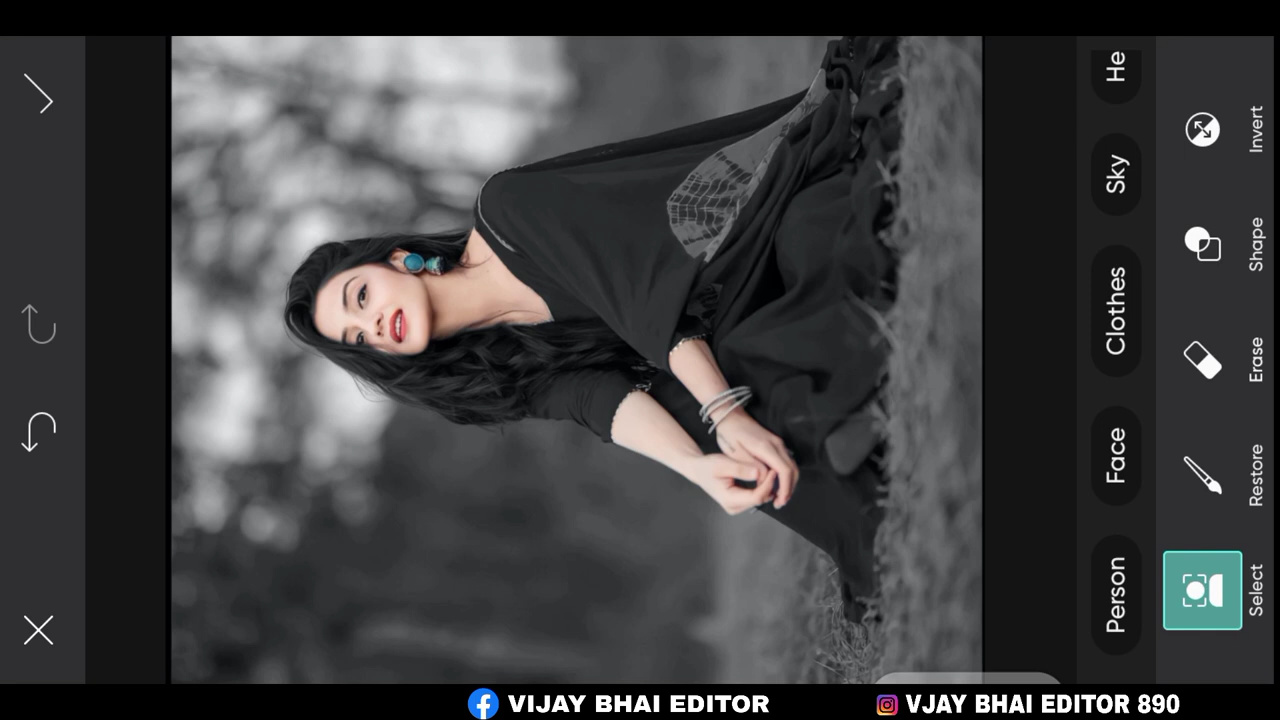 Person
Face
Clothes
Sky
He
Select
Restore
Erase
Shape
Invert
VIJAY BHAI EDITOR
VJAY BHAI EDITOR 890